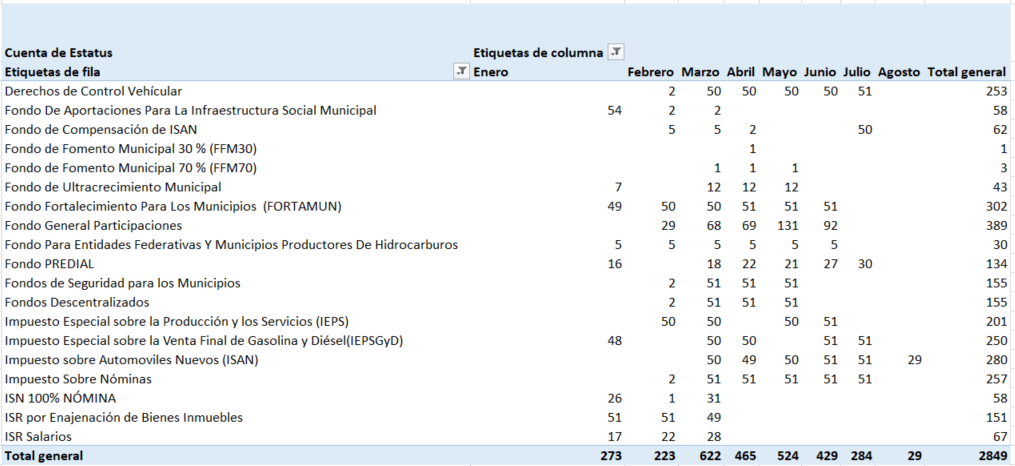 Cuenta de Estatus Etiquetas de columna
Etiquetas de fila Enero Febrero Marzo Abril Mayo Junio Julio Agosto Total general
Derechos de Control Vehícular 2 50 50 50 50 51 253
Fondo De Aportaciones Para La Infraestructura Social Municipal 54 2 2 58
Fondo de Compensación de ISAN 5 5 2 50 62
Fondo de Fomento Municipal 30 % (FFM30) 1 1
Fondo de Fomento Municipal 70 % (FFM70) 1 1 1 3
Fondo de Ultracrecimiento Municipal 7 12 12 12 43
Fondo Fortalecimiento Para Los Municipios (FORTAMUN) 49 50 50 51 51 51 302
Fondo General Participaciones 29 68 69 131 92 389
Fondo Para Entidades Federativas Y Municipios Productores De Hidrocarburos 5 5 5 5 5 5 30
Fondo PREDIAL 16 18 22 21 27 30 134
Fondos de Seguridad para los Municipios 2 51 51 51 155
Fondos Descentralizados 2 51 51 51 155
Impuesto Especial sobre la Producción y los Servicios (IEPS) 50 50 50 51 201
Impuesto Especial sobre la Venta Final de Gasolina y Diésel(IEPSGyD) 48 50 50 51 51 250
Impuesto sobre Automoviles Nuevos (ISAN) 50 49 50 51 51 29 280
Impuesto Sobre Nóminas 2 51 51 51 51 51 257
ISN 100% NÓMINA 26 1 31 58
ISR por Enajenación de Bienes Inmuebles 51 51 49 151
ISR Salarios 17 22 28 67
Total general 273 223 622 465 524 429 284 29 2849